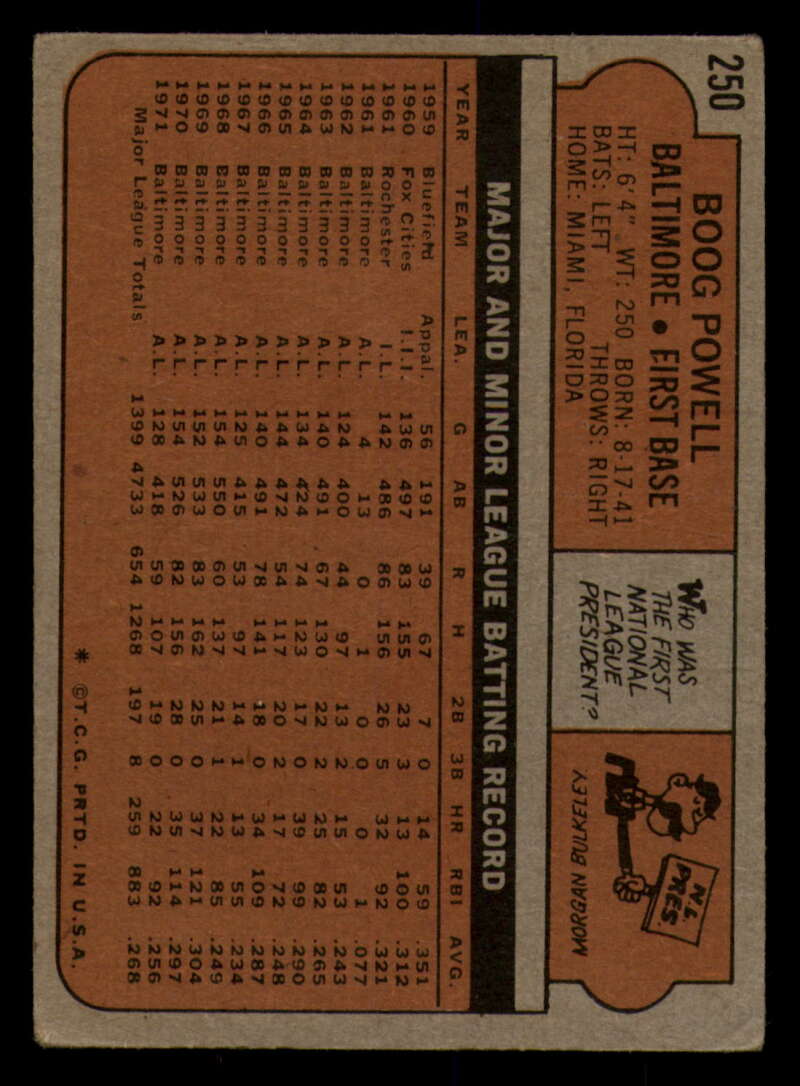 250
BOOG POWELL
BALTIMORE • FIRST BASE
HT: 6'4" WT: 250 BORN: 8-17-41
BATS: LEFT THROWS: RIGHT
HOME: MIAMI, FLORIDA
WHO WAS
THE FIRST
NATIONAL
LEAGUE
PRESIDENT?
N.L.
PRES.
MORGAN BULKELEY
MAJOR AND MINOR LEAGUE BATTING RECORD
YEAR TEAM LEA. G AB R H 2B 3B HR RBI AVG.
1959 Bluefield Appal. 56 191 39 67 7 0 14 59 .351
1960 Fox Cities I.I.I. 136 497 83 155 23 3 13 100 .312
1961 Rochester I.L. 142 486 86 156 26 5 32 92 .321
1961 Baltimore A.L. 4 13 0 1 0 0 0 1 .077
1962 Baltimore A.L. 124 400 44 97 13 2 15 53 .243
1963 Baltimore A.L. 140 491 67 130 22 2 25 82 .265
1964 Baltimore A.L. 134 424 74 123 17 0 39 99 .290
1965 Baltimore A.L. 144 472 54 117 20 2 17 72 .248
1966 Baltimore A.L. 140 491 78 141 18 0 34 109 .287
1967 Baltimore A.L. 125 415 53 97 14 1 13 55 .234
1968 Baltimore A.L. 154 550 60 137 21 1 22 85 .249
1969 Baltimore A.L. 152 533 83 162 25 0 37 121 .304
1970 Baltimore A.L. 154 526 82 156 28 0 35 114 .297
1971 Baltimore A.L. 128 418 59 107 19 0 22 92 .256
Major League Totals 1399 4733 654 1268 197 8 259 883 .268
* ©T.C.G. PRTD. IN U.S.A.